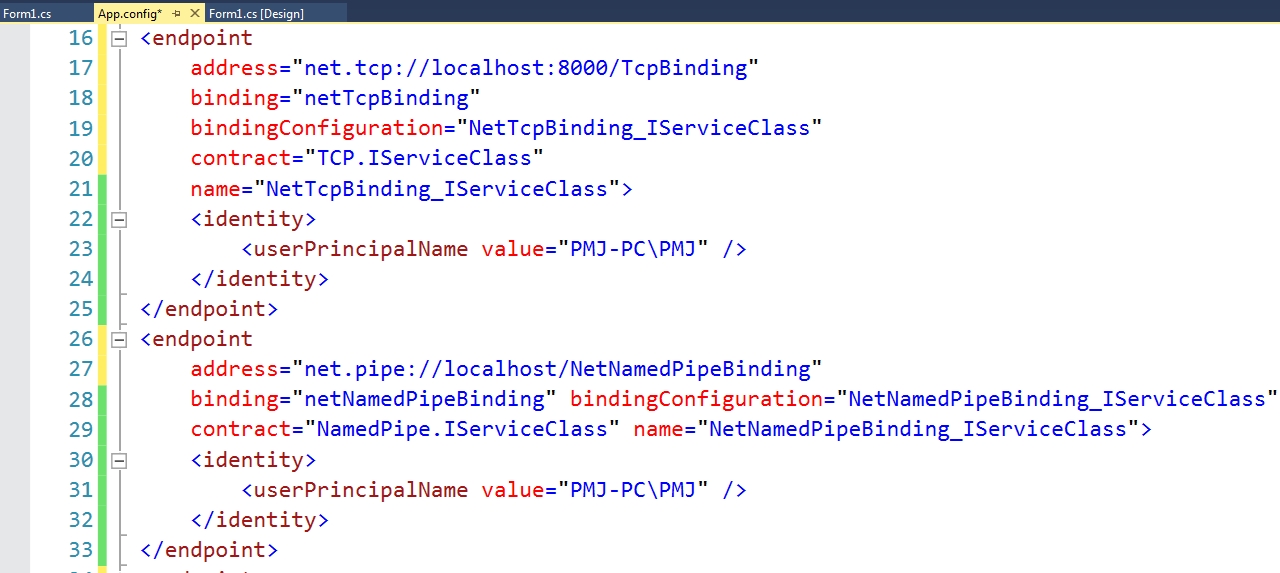 Form1.cs App.config* Form1.cs [Design]
16 <endpoint
17 address="net.tcp://localhost:8000/TcpBinding"
18 binding="netTcpBinding"
19 bindingConfiguration="NetTcpBinding_IServiceClass"
20 contract="TCP.IServiceClass"
21 name="NetTcpBinding_IServiceClass">
22 <identity>
23 <userPrincipalName value="PMJ-PC\PMJ" />
24 </identity>
25 </endpoint>
26 <endpoint
27 address="net.pipe://localhost/NetNamedPipeBinding"
28 binding="netNamedPipeBinding" bindingConfiguration="NetNamedPipeBinding_IServiceClass"
29 contract="NamedPipe.IServiceClass" name="NetNamedPipeBinding_IServiceClass">
30 <identity>
31 <userPrincipalName value="PMJ-PC\PMJ" />
32 </identity>
33 </endpoint>